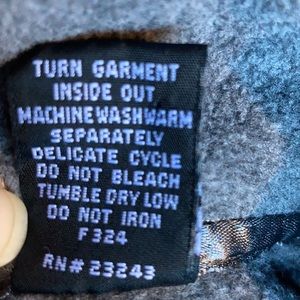 TURN GARMENT
INSIDE OUT
MACHINE WASH WARM
SEPARATELY
DELICATE CYCLE
DO NOT BLEACH
TUMBLE DRY LOW
DO NOT IRON
F324
RN# 23243